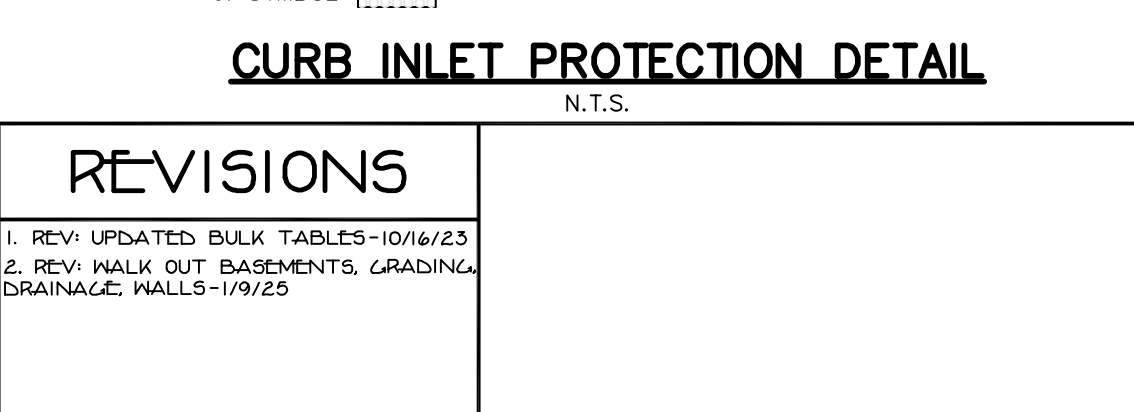 CURB INLET PROTECTION DETAIL
N.T.S.
REVISIONS
1. REV: UPDATED BULK TABLES-10/16/23
2. REV: WALK OUT BASEMENTS, GRADING,
DRAINAGE, WALLS-1/9/25